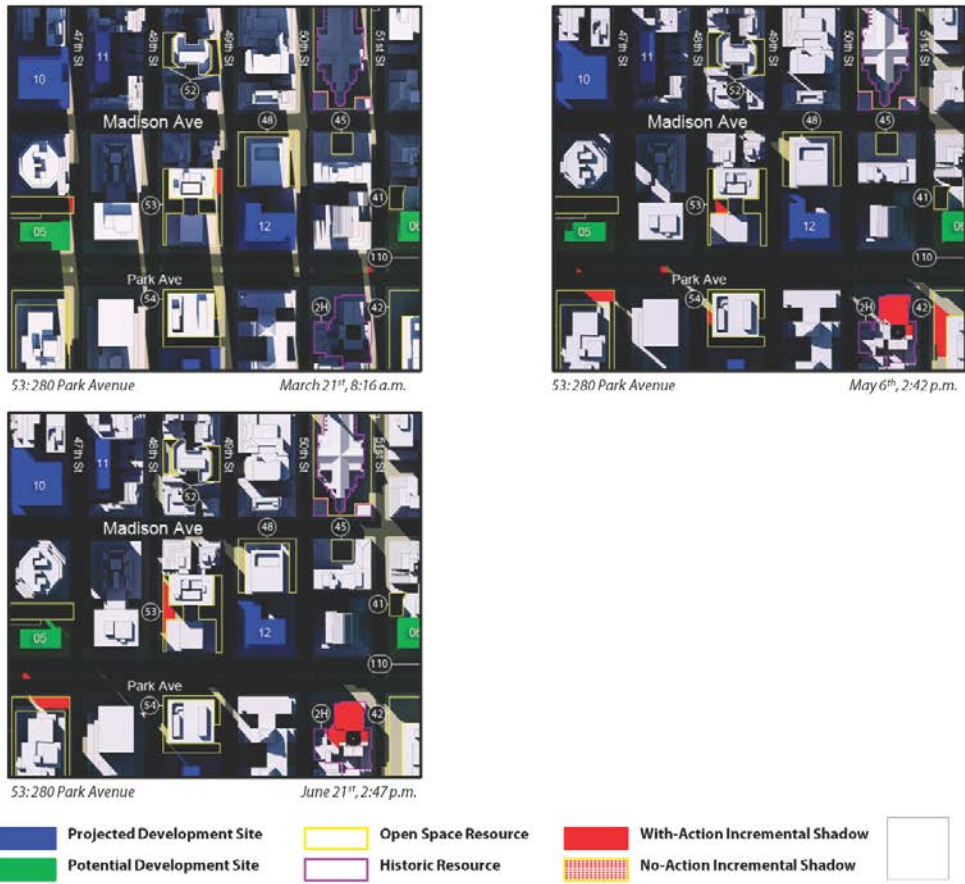 47th St
48th St
49th St
50th St
51st St
10
11
52
Madison Ave
48
45
53
41
05
12
06
110
Park Ave
54
2H
42
53: 280 Park Avenue
March 21st, 8:16 a.m.
47th St
48th St
49th St
50th St
51st St
10
11
52
Madison Ave
48
45
53
41
05
12
06
110
Park Ave
54
2H
42
53: 280 Park Avenue
May 6th, 2:42 p.m.
47th St
48th St
49th St
50th St
51st St
10
11
52
Madison Ave
48
45
53
41
05
12
06
110
Park Ave
54
2H
42
53: 280 Park Avenue
June 21st, 2:47 p.m.
Projected Development Site
Open Space Resource
With-Action Incremental Shadow
Potential Development Site
Historic Resource
No-Action Incremental Shadow